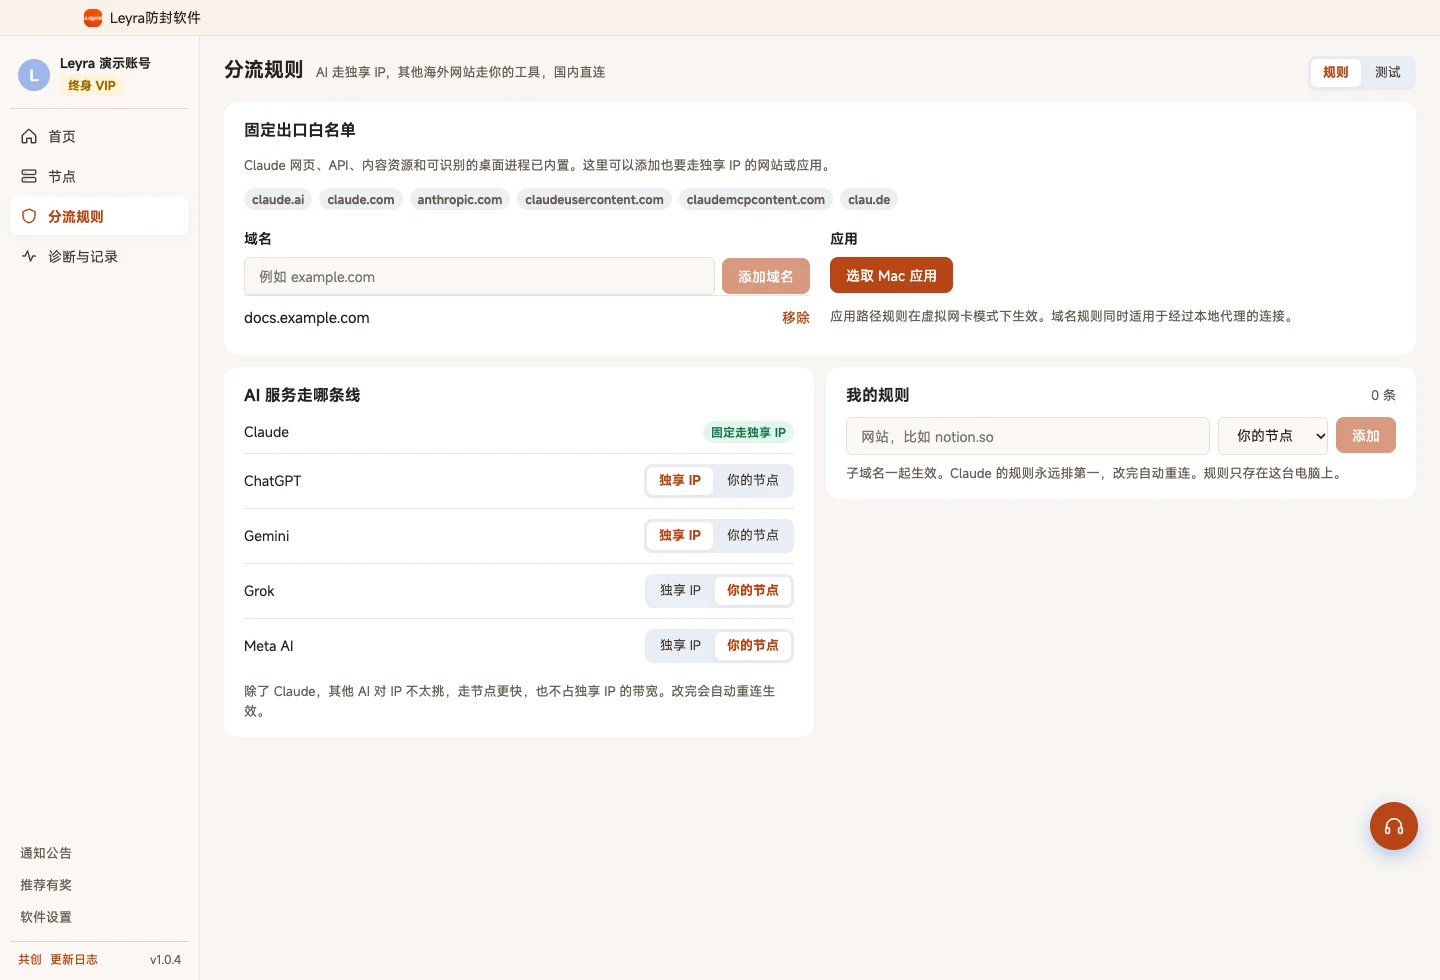 Leyra防封软件
L
Leyra 演示账号
终身 VIP
首页
节点
分流规则
诊断与记录
通知公告
推荐有奖
软件设置
共创 更新日志 v1.0.4
分流规则 AI 走独享 IP，其他海外网站走你的工具，国内直连
规则 测试
固定出口白名单
Claude 网页、API、内容资源和可识别的桌面进程已内置。这里可以添加也要走独享 IP 的网站或应用。
claude.ai claude.com anthropic.com claudeusercontent.com claudemcpcontent.com clau.de
域名
例如 example.com 添加域名
docs.example.com 移除
应用
选取 Mac 应用
应用路径规则在虚拟网卡模式下生效。域名规则同时适用于经过本地代理的连接。
AI 服务走哪条线
Claude 固定走独享 IP
ChatGPT 独享 IP 你的节点
Gemini 独享 IP 你的节点
Grok 独享 IP 你的节点
Meta AI 独享 IP 你的节点
除了 Claude，其他 AI 对 IP 不太挑，走节点更快，也不占独享 IP 的带宽。改完会自动重连生
效。
我的规则 0 条
网站，比如 notion.so 你的节点 添加
子域名一起生效。Claude 的规则永远排第一，改完自动重连。规则只存在这台电脑上。